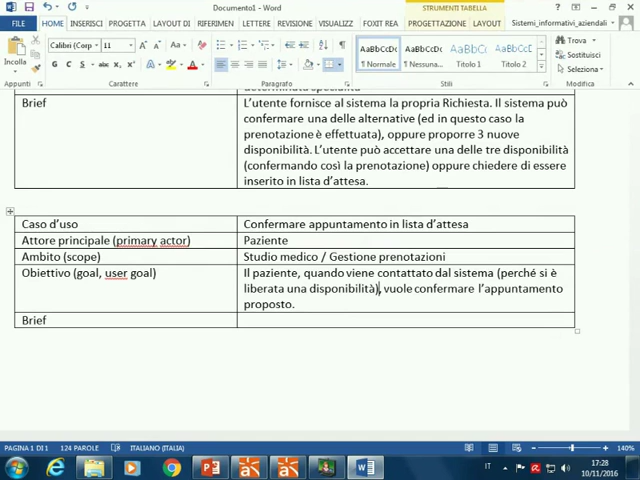 Documento1 - Word
STRUMENTI TABELLA
FILE HOME INSERISCI PROGETTA LAYOUT DI RIFERIMEN LETTERE REVISIONE VISUALIZZ FOXIT REA PROGETTAZIONE LAYOUT Sistemi_informativi_aziendali
Incolla
Calibri (Corp 11
AaBbCcDc AaBbCcDc AaBbCc AaBbCcD
¶ Normale ¶ Nessuna... Titolo 1 Titolo 2
Trova
Sostituisci
Seleziona
Appunti Carattere Paragrafo Stili Modifica
determinata specialità
Brief L'utente fornisce al sistema la propria Richiesta. Il sistema può
confermare una delle alternative (ed in questo caso la
prenotazione è effettuata), oppure proporre 3 nuove
disponibilità. L'utente può accettare una delle tre disponibilità
(confermando così la prenotazione) oppure chiedere di essere
inserito in lista d'attesa.
Caso d'uso Confermare appuntamento in lista d'attesa
Attore principale (primary actor) Paziente
Ambito (scope) Studio medico / Gestione prenotazioni
Obiettivo (goal, user goal) Il paziente, quando viene contattato dal sistema (perché si è
liberata una disponibilità), vuole confermare l'appuntamento
proposto.
Brief
PAGINA 1 DI 1 124 PAROLE ITALIANO (ITALIA) 140%
IT 17:28
10/11/2016